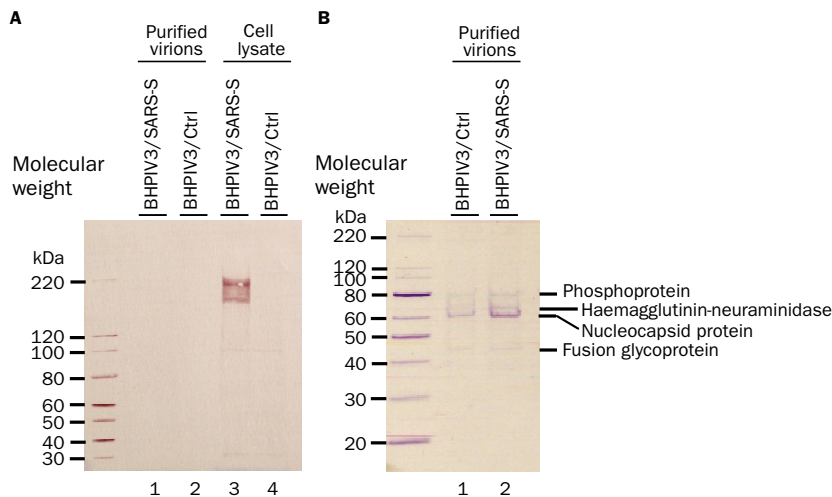 A
Purified
virions
Cell
lysate
BHPIV3/SARS-S
BHPIV3/Ctrl
BHPIV3/SARS-S
BHPIV3/Ctrl
Molecular
weight
kDa
220
120
100
80
60
50
40
30
1
2
3
4
B
Purified
virions
BHPIV3/Ctrl
BHPIV3/SARS-S
Molecular
weight
kDa
220
120
100
80
60
50
40
30
20
Phosphoprotein
Haemagglutinin-neuraminidase
Nucleocapsid protein
Fusion glycoprotein
1
2